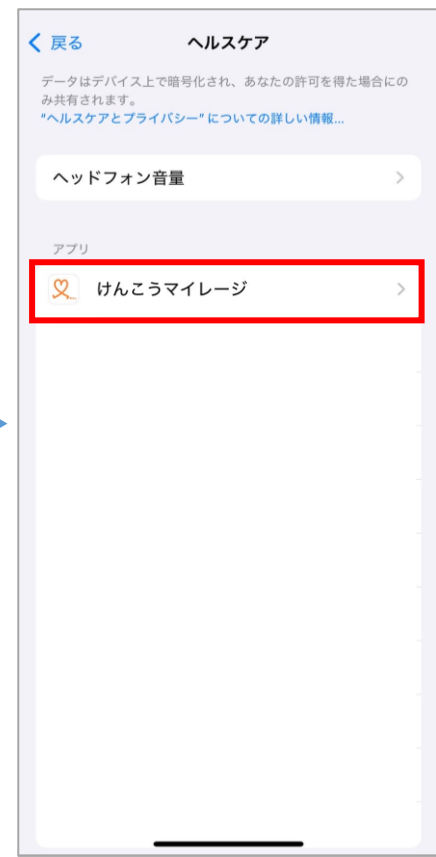 戻る ヘルスケア
データはデバイス上で暗号化され、あなたの許可を得た場合にの
み共有されます。
“ヘルスケアとプライバシー”についての詳しい情報...
ヘッドフォン音量
アプリ
けんこうマイレージ